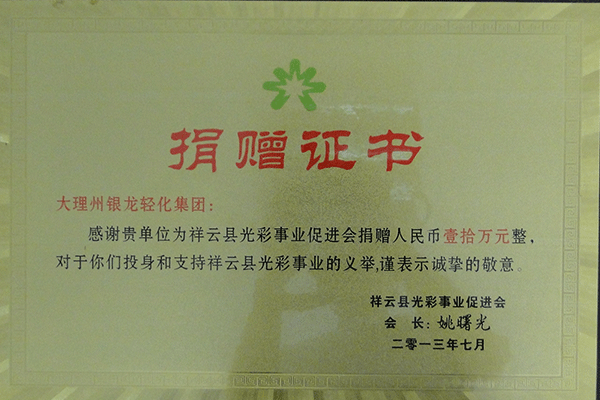 捐赠证书
大理州银龙轻化集团：
感谢贵单位为祥云县光彩事业促进会捐赠人民币壹拾万元整，
对于你们投身和支持祥云县光彩事业的义举，谨表示诚挚的敬意。
祥云县光彩事业促进会
会 长：姚曙光
二零一三年七月